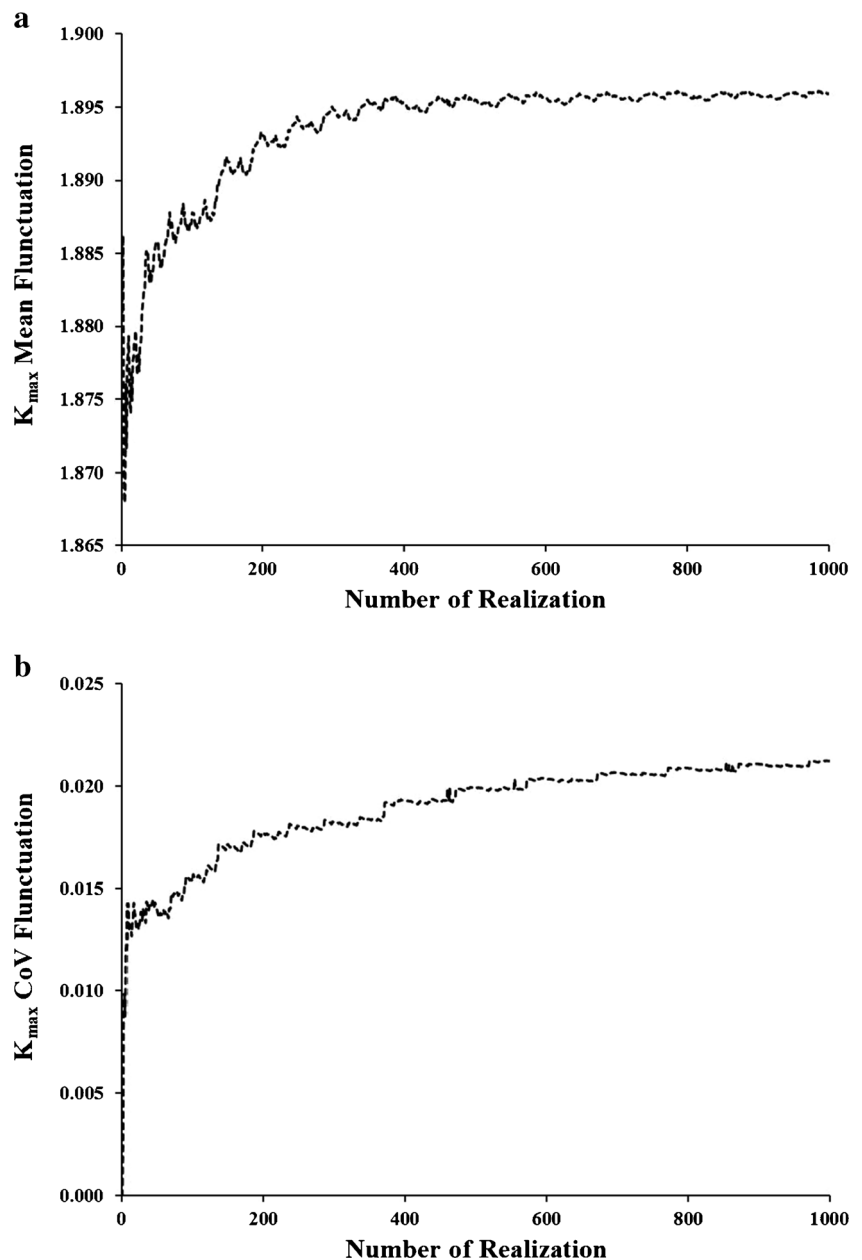 a
1.900
1.895
1.890
1.885
1.880
1.875
1.870
1.865
K_max Mean Flunctuation
0 200 400 600 800 1000
Number of Realization
b
0.025
0.020
0.015
0.010
0.005
0.000
K_max CoV Flunctuation
0 200 400 600 800 1000
Number of Realization